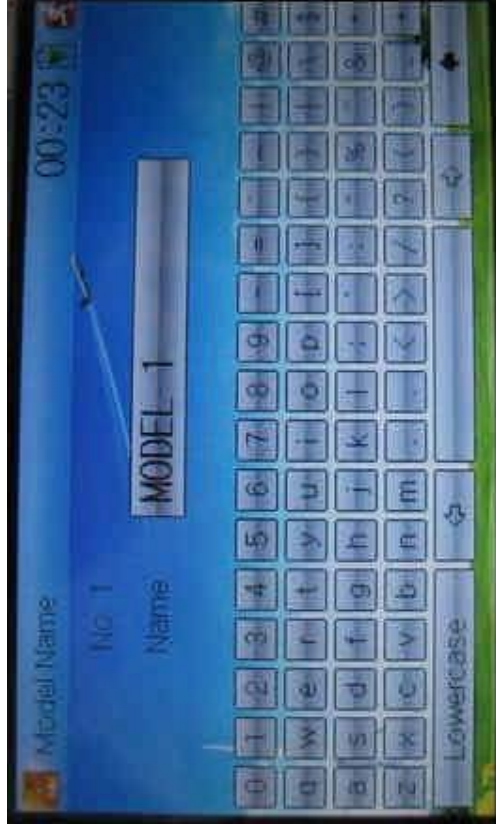 Model Name 00:23
No. 1
Name MODEL- 1
0 1 2 3 4 5 6 7 8 9 - =
q w e r t y u i o p [ ]
a s d f g h j k l ; : %
z x c v b n m , . < > / ? ( )
Lowercase